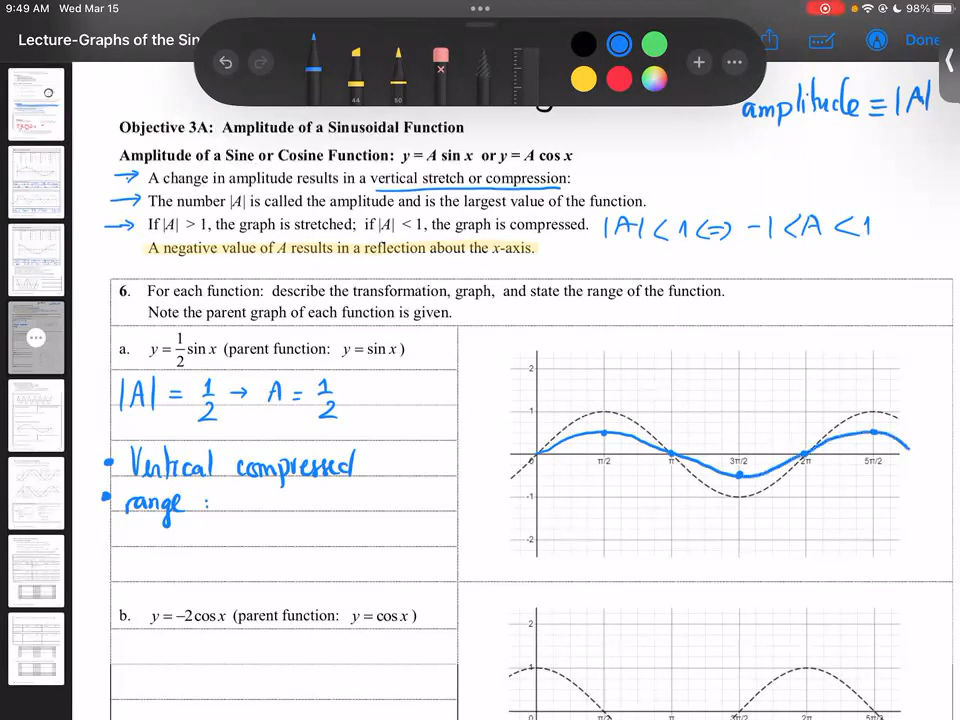 9:49 AM Wed Mar 15
98%
Lecture-Graphs of the Sin
Done
44
50
amplitude ≡ |A|
Objective 3A: Amplitude of a Sinusoidal Function
Amplitude of a Sine or Cosine Function: y = A sin x or y = A cos x
→ A change in amplitude results in a vertical stretch or compression:
→ The number |A| is called the amplitude and is the largest value of the function.
→ If |A| > 1, the graph is stretched; if |A| < 1, the graph is compressed. |A| < 1 <=> -1 < A < 1
A negative value of A results in a reflection about the x-axis.
6. For each function: describe the transformation, graph, and state the range of the function.
Note the parent graph of each function is given.
a. y = 1/2 sin x (parent function: y = sin x )
|A| = 1/2 → A = 1/2
• Vertical compressed
• range :
2
1
0 π/2 π 3π/2 2π 5π/2
-1
-2
b. y = −2 cos x (parent function: y = cos x )
2
1
0 π/2 3π/2 2π 5π/2